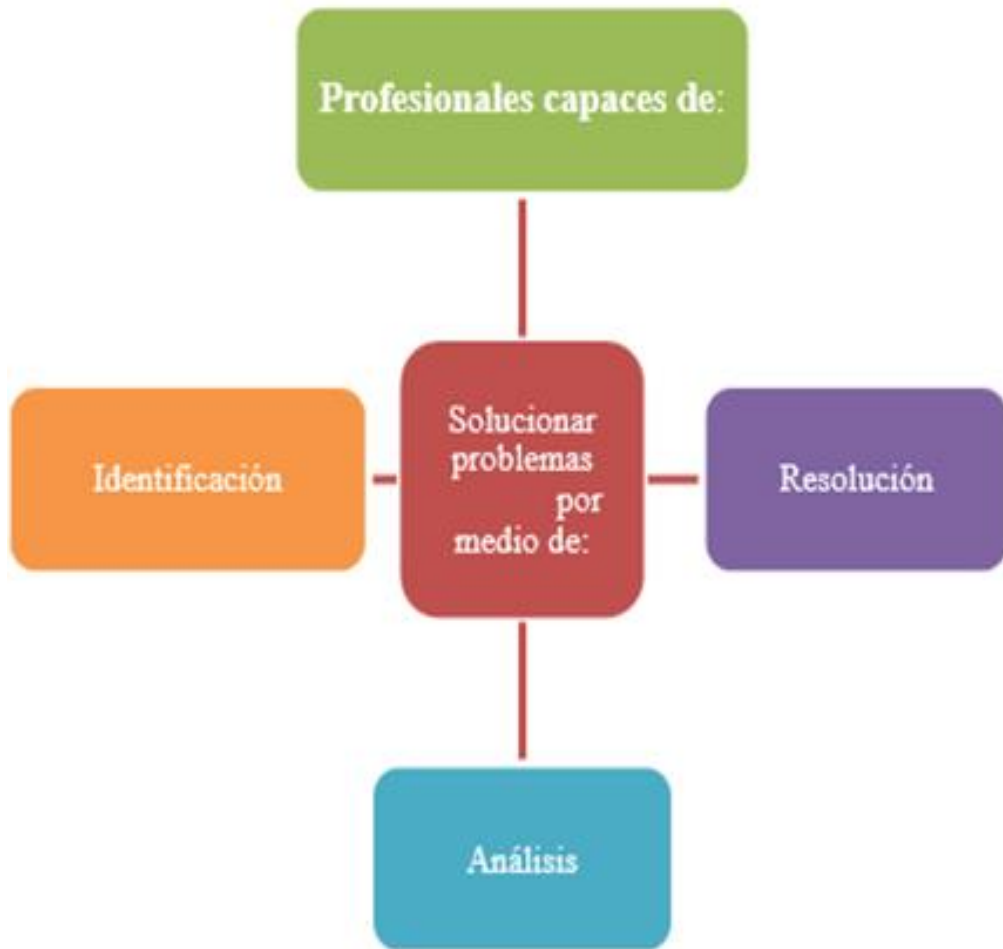 Profesionales capaces de:
Identificación
Solucionar
problemas
por
medio de:
Resolución
Análisis